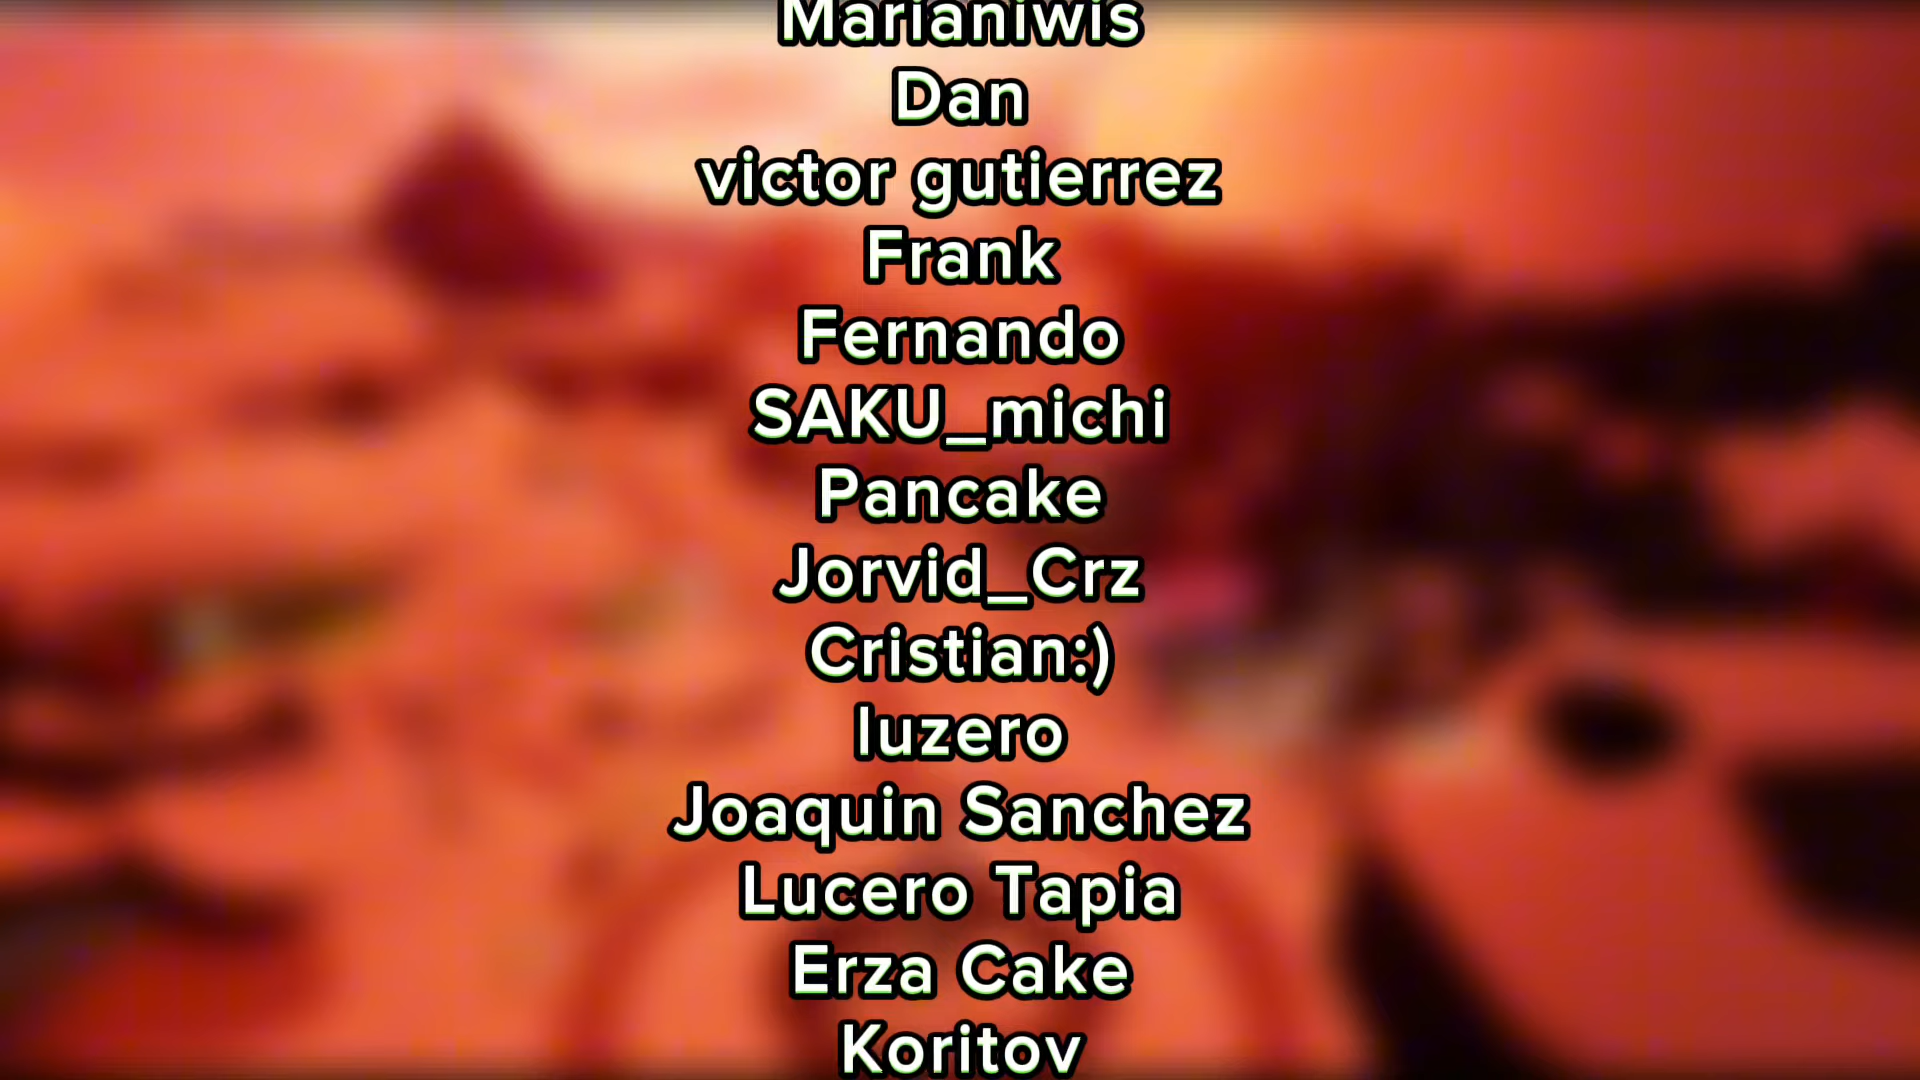 Marianiwis
Dan
victor gutierrez
Frank
Fernando
SAKU_michi
Pancake
Jorvid_Crz
Cristian:)
luzero
Joaquin Sanchez
Lucero Tapia
Erza Cake
Koritov